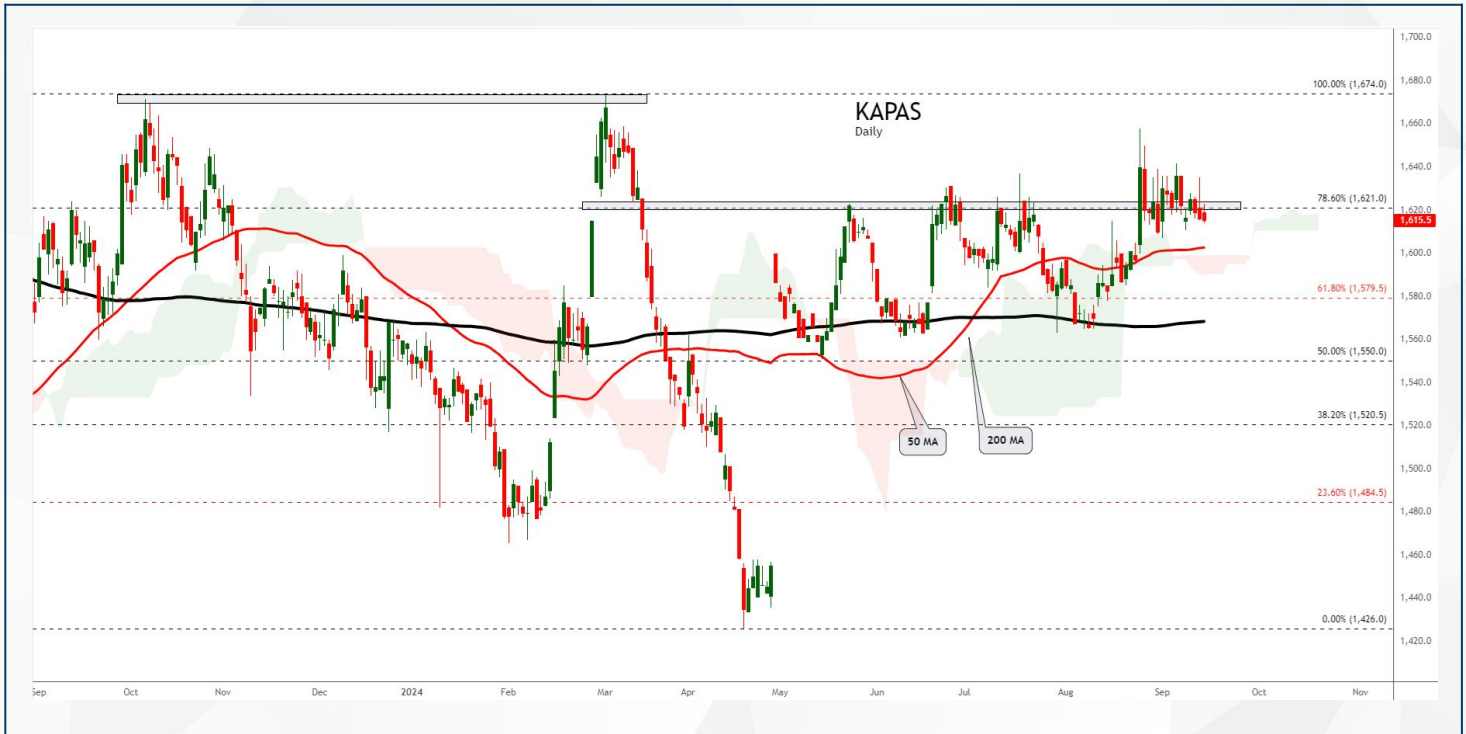 KAPAS
Daily
1,700.0
1,680.0
1,660.0
1,640.0
1,620.0
1,615.5
1,600.0
1,580.0
1,560.0
1,540.0
1,520.0
1,500.0
1,480.0
1,460.0
1,440.0
1,420.0
100.00% (1,674.0)
78.60% (1,621.0)
61.80% (1,579.5)
50.00% (1,550.0)
38.20% (1,520.5)
23.60% (1,484.5)
0.00% (1,426.0)
50 MA
200 MA
Sep
Oct
Nov
Dec
2024
Feb
Mar
Apr
May
Jun
Jul
Aug
Sep
Oct
Nov